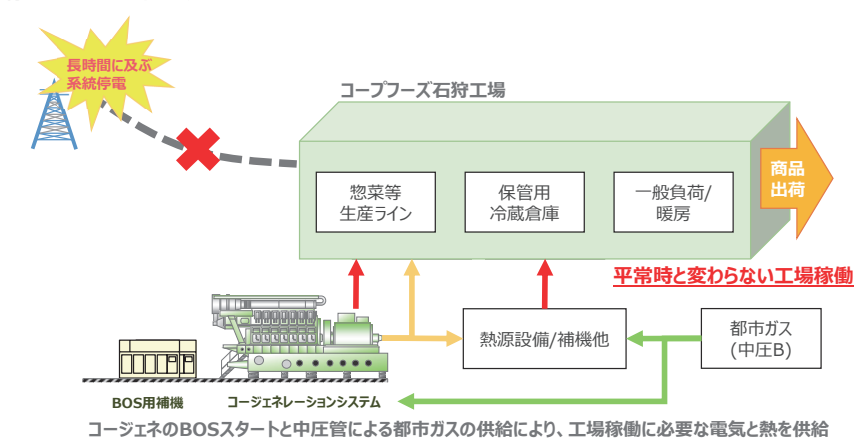 長時間に及ぶ
系統停電
コープフーズ石狩工場
惣菜等
生産ライン
保管用
冷蔵倉庫
一般負荷/
暖房
商品
出荷
平常時と変わらない工場稼働
熱源設備/補機他
都市ガス
(中圧B)
BOS用補機
コージェネレーションシステム
コージェネのBOSスタートと中圧管による都市ガスの供給により、工場稼働に必要な電気と熱を供給